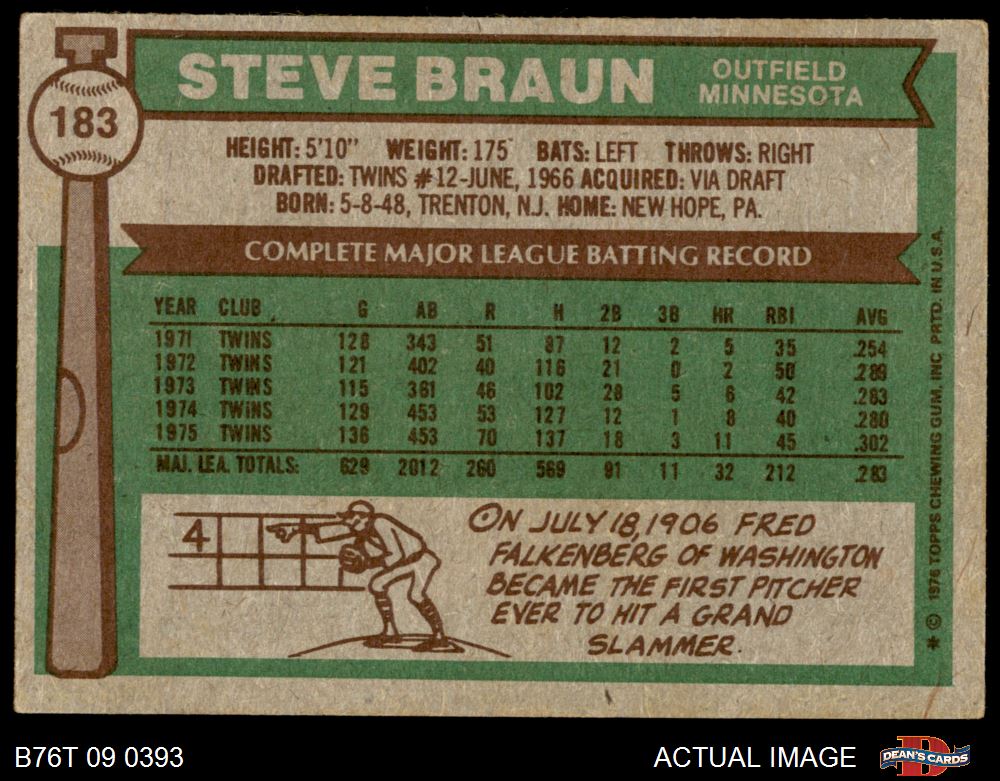 183
STEVE BRAUN OUTFIELD
MINNESOTA
HEIGHT: 5'10" WEIGHT: 175 BATS: LEFT THROWS: RIGHT
DRAFTED: TWINS #12-JUNE, 1966 ACQUIRED: VIA DRAFT
BORN: 5-8-48, TRENTON, N.J. HOME: NEW HOPE, PA.
COMPLETE MAJOR LEAGUE BATTING RECORD
YEAR CLUB G AB R H 2B 3B HR RBI AVG
1971 TWINS 128 343 51 87 12 2 5 35 .254
1972 TWINS 121 402 40 116 21 0 2 50 .289
1973 TWINS 115 361 46 102 28 5 6 42 .283
1974 TWINS 129 453 53 127 12 1 8 40 .280
1975 TWINS 136 453 70 137 18 3 11 45 .302
MAJ. LEA. TOTALS: 629 2012 260 569 91 11 32 212 .283
4
ON JULY 18, 1906 FRED
FALKENBERG OF WASHINGTON
BECAME THE FIRST PITCHER
EVER TO HIT A GRAND
SLAMMER.
* © 1976 TOPPS CHEWING GUM, INC PRTD. IN U.S.A.
B76T 09 0393 ACTUAL IMAGE DEAN'S CARDS